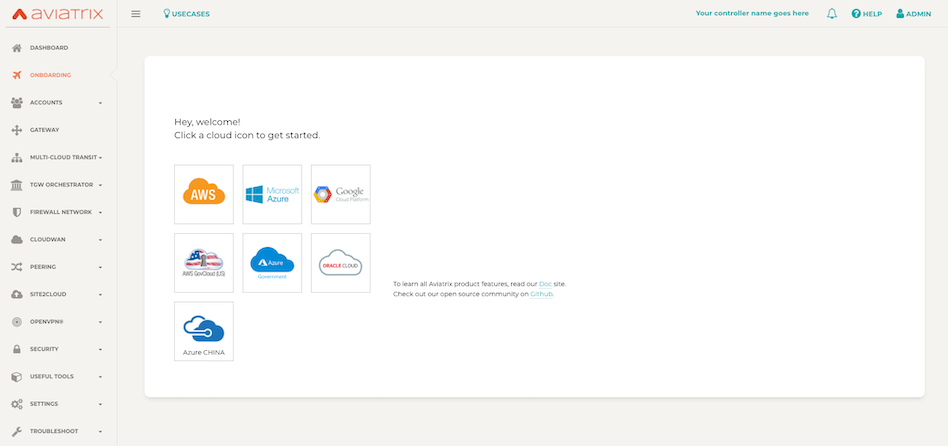 AVIATRIX
USECASES
Your controller name goes here
HELP
ADMIN
DASHBOARD
ONBOARDING
ACCOUNTS
GATEWAY
MULTI-CLOUD TRANSIT
TGW ORCHESTRATOR
FIREWALL NETWORK
CLOUDWAN
PEERING
SITE2CLOUD
OPENVPN®
SECURITY
USEFUL TOOLS
SETTINGS
TROUBLESHOOT
Hey, welcome!
Click a cloud icon to get started.
AWS
Microsoft
Azure
Google
Cloud Platform
AWS GovCloud (US)
Azure
Government
ORACLE CLOUD
Azure CHINA
To learn all Aviatrix product features, read our Doc site.
Check out our open source community on Github.